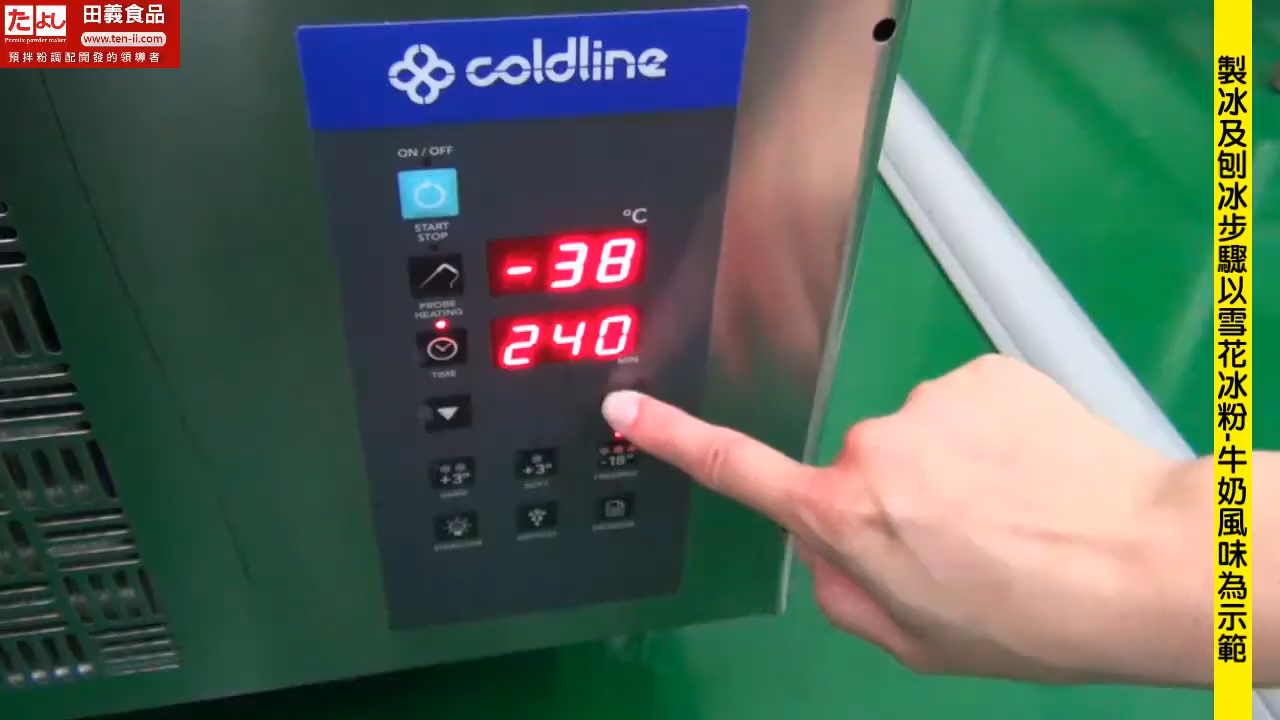 たよし
Premix powder maker
田義食品
www.ten-ii.com
預拌粉調配開發的領導者
coldline
ON / OFF
START
STOP
°C
-38
PROBE
HEATING
240
MIN
TIME
+3°
+3°
-18°
製冰及刨冰步驟以雪花冰粉-牛奶風味為示範